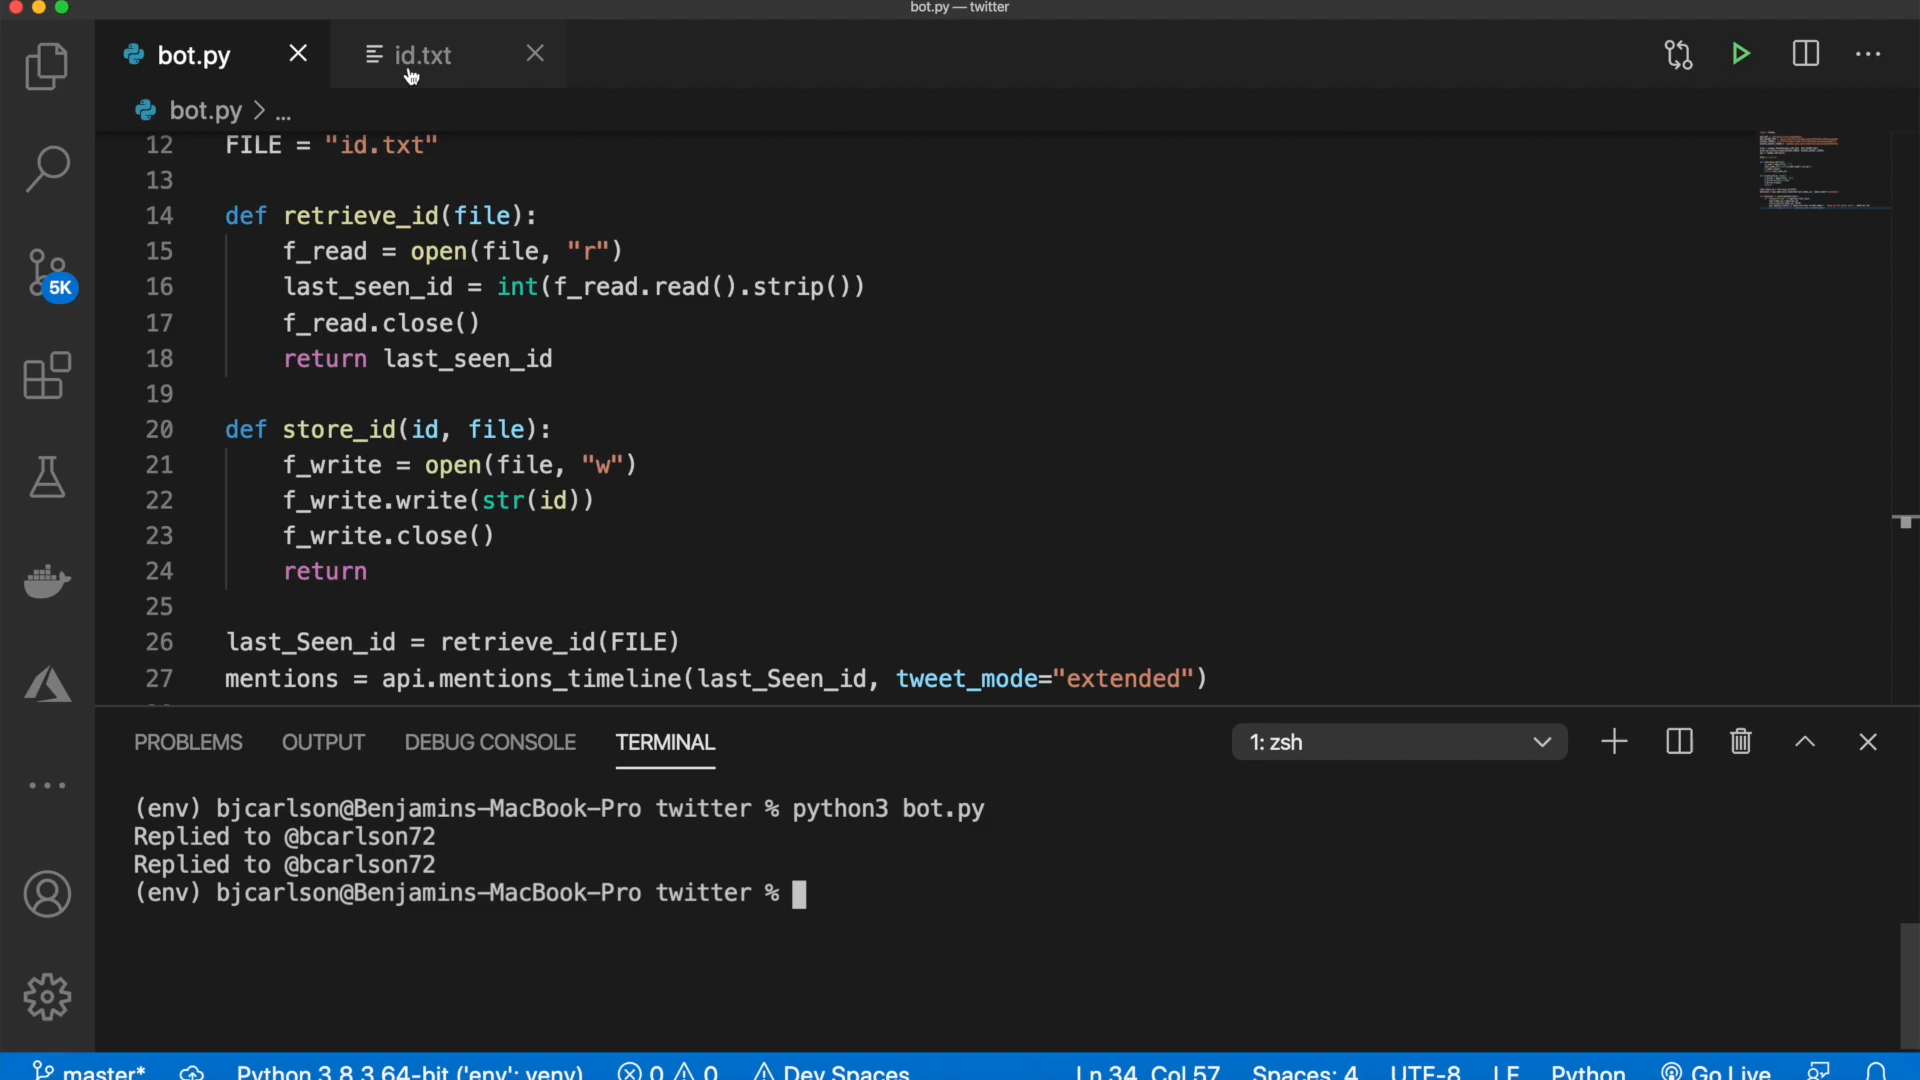 bot.py — twitter
bot.py
id.txt
bot.py > ...
12 FILE = "id.txt"
13
14 def retrieve_id(file):
15 f_read = open(file, "r")
16 last_seen_id = int(f_read.read().strip())
17 f_read.close()
18 return last_seen_id
19
20 def store_id(id, file):
21 f_write = open(file, "w")
22 f_write.write(str(id))
23 f_write.close()
24 return
25
26 last_Seen_id = retrieve_id(FILE)
27 mentions = api.mentions_timeline(last_Seen_id, tweet_mode="extended")
5K
PROBLEMS OUTPUT DEBUG CONSOLE TERMINAL 1: zsh
(env) bjcarlson@Benjamins-MacBook-Pro twitter % python3 bot.py
Replied to @bcarlson72
Replied to @bcarlson72
(env) bjcarlson@Benjamins-MacBook-Pro twitter %
master* Python 3.8.3 64-bit ('env': venv) 0 0 Dev Spaces Ln 34, Col 57 Spaces: 4 UTF-8 LF Python Go Live